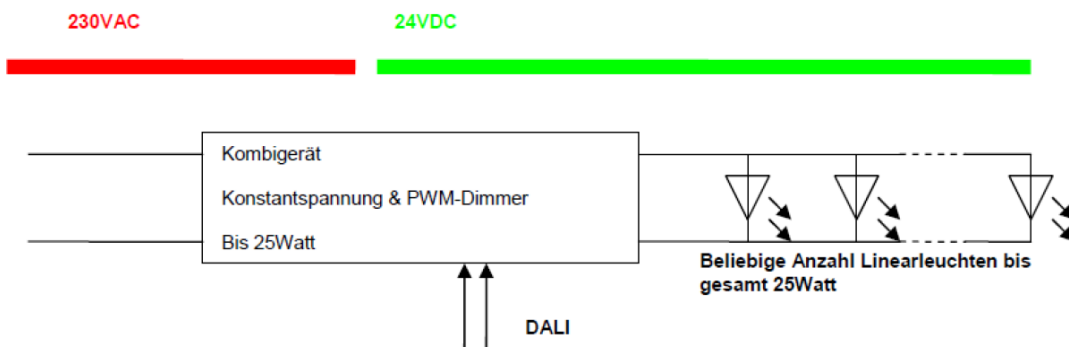 230VAC
24VDC
Kombigerät
Konstantspannung & PWM-Dimmer
Bis 25Watt
Beliebige Anzahl Linearleuchten bis
gesamt 25Watt
DALI